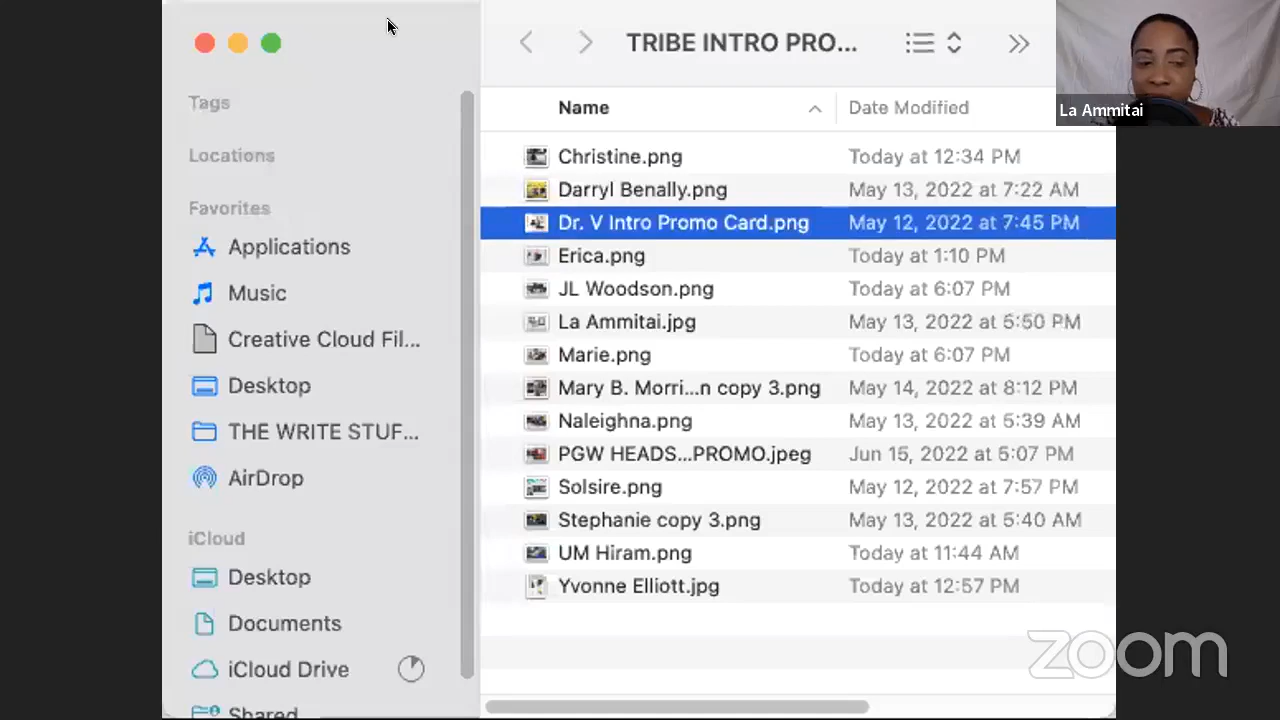 TRIBE INTRO PRO...
La Ammitai
Tags
Locations
Favorites
Applications
Music
Creative Cloud Fil...
Desktop
THE WRITE STUF...
AirDrop
iCloud
Desktop
Documents
iCloud Drive
Shared
Name Date Modified
Christine.png Today at 12:34 PM
Darryl Benally.png May 13, 2022 at 7:22 AM
Dr. V Intro Promo Card.png May 12, 2022 at 7:45 PM
Erica.png Today at 1:10 PM
JL Woodson.png Today at 6:07 PM
La Ammitai.jpg May 13, 2022 at 5:50 PM
Marie.png Today at 6:07 PM
Mary B. Morri...n copy 3.png May 14, 2022 at 8:12 PM
Naleighna.png May 13, 2022 at 5:39 AM
PGW HEADS...PROMO.jpeg Jun 15, 2022 at 5:07 PM
Solsire.png May 12, 2022 at 7:57 PM
Stephanie copy 3.png May 13, 2022 at 5:40 AM
UM Hiram.png Today at 11:44 AM
Yvonne Elliott.jpg Today at 12:57 PM
zoom